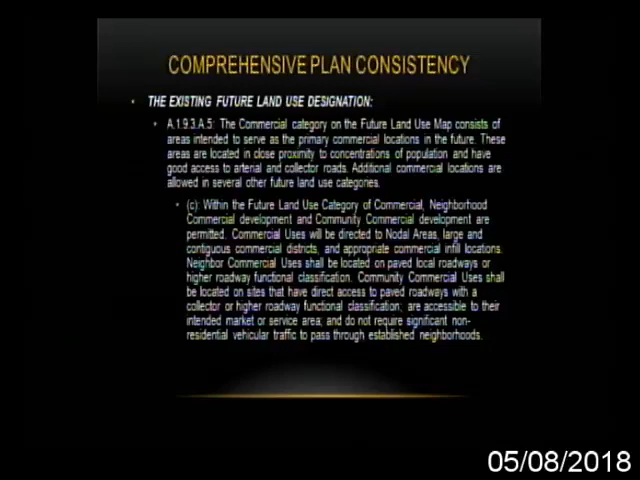 COMPREHENSIVE PLAN CONSISTENCY
• THE EXISTING FUTURE LAND USE DESIGNATION:
• A.1.9.3.A.5: The Commercial category on the Future Land Use Map consists of
areas intended to serve as the primary commercial locations in the future. These
areas are located in close proximity to concentrations of population and have
good access to arterial and collector roads. Additional commercial locations are
allowed in several other future land use categories.
• (c): Within the Future Land Use Category of Commercial, Neighborhood
Commercial development and Community Commercial development are
permitted. Commercial Uses will be directed to Nodal Areas, large and
contiguous commercial districts, and appropriate commercial infill locations.
Neighbor Commercial Uses shall be located on paved local roadways or
higher roadway functional classification. Community Commercial Uses shall
be located on sites that have direct access to paved roadways with a
collector or higher roadway functional classification; are accessible to their
intended market or service area; and do not require significant non-
residential vehicular traffic to pass through established neighborhoods.
05/08/2018